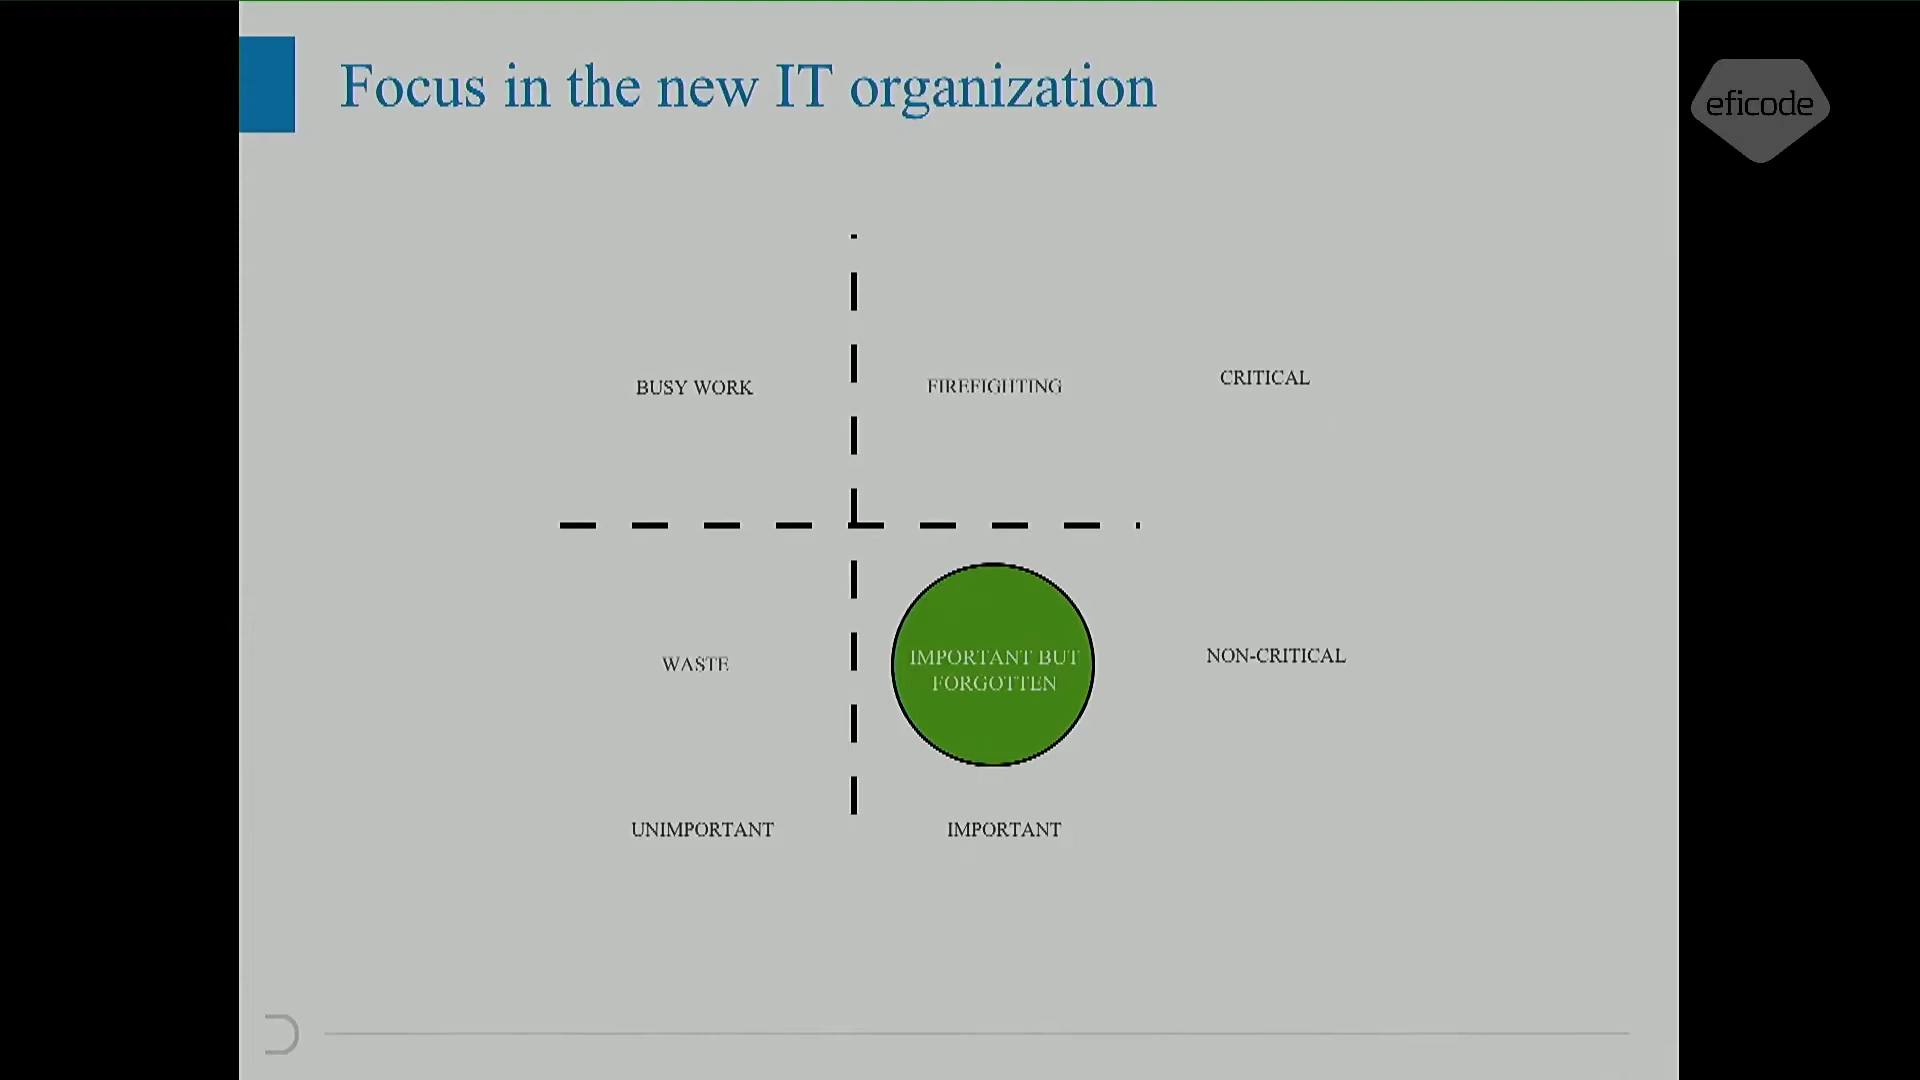 Focus in the new IT organization
eficode
BUSY WORK
FIREFIGHTING
CRITICAL
WASTE
IMPORTANT BUT
FORGOTTEN
NON-CRITICAL
UNIMPORTANT
IMPORTANT